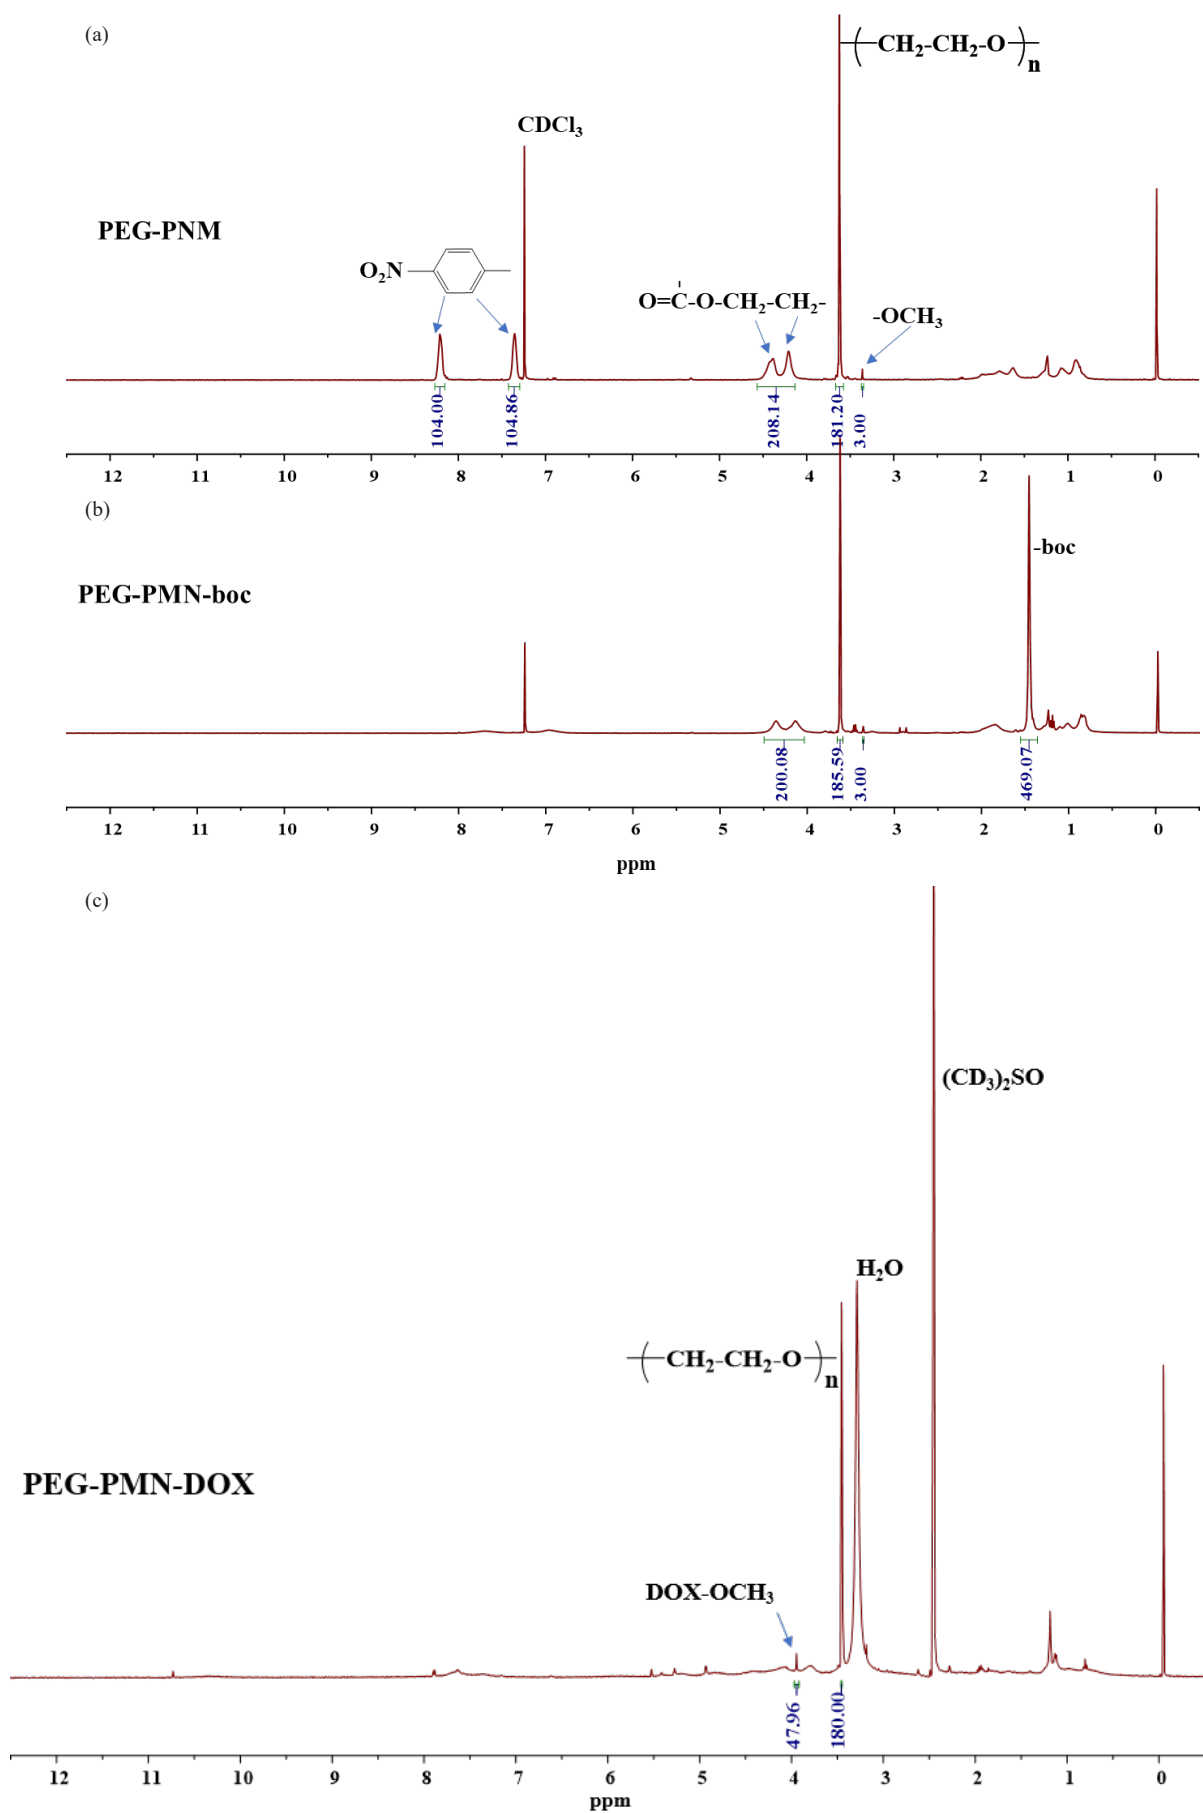 (a)
CH₂-CH₂-O
n
CDCl₃
PEG-PNM
O₂N
O=C-O-CH₂-CH₂-
-OCH₃
104.00 104.86 208.14 181.20 3.00
12 11 10 9 8 7 6 5 4 3 2 1 0
(b)
-boc
PEG-PMN-boc
200.08 185.59 3.00 469.07
12 11 10 9 8 7 6 5 4 3 2 1 0
ppm
(c)
(CD₃)₂SO
H₂O
CH₂-CH₂-O
n
PEG-PMN-DOX
DOX-OCH₃
47.96 180.00
12 11 10 9 8 7 6 5 4 3 2 1 0
ppm